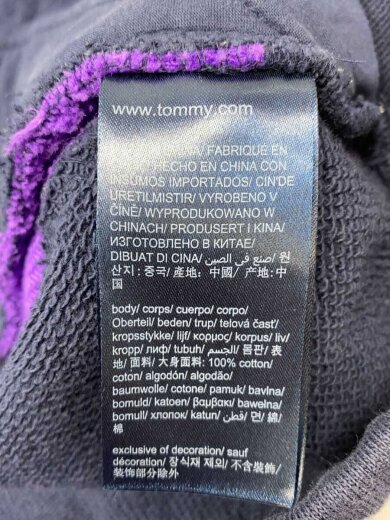 www.tommy.com
CHINA, FABRIQUÉ EN
HECHO EN CHINA CON
INSUMOS IMPORTADOS/ CIN'DE
ÜRETILMISTIR/ VYROBENO V
ČÍNĚ/ WYPRODUKOWANO W
CHINACH/ PRODUSERT I KINA/
ИЗГОТОВЛЕНО В КИТАЕ/
DIBUAT DI CINA/ صنع في الصين/ 원
산지: 중국/ 產地: 中國/ 产地:中
国
body/ corps/ cuerpo/ corpo/
Oberteil/ beden/ trup/ telová časť/
kroppsstykke/ lijf/ κορμος/ korpus/ liv/
kropp/ лиф/ tubuh/ الجسم/ 몸판/ 表
地/ 面料/ 大身面料: 100% cotton/
coton/ algodón/ algodão/
baumwolle/ cotone/ pamuk/ bavlna/
bomuld/ katoen/ βαμβακι/ bawełna/
bomull/ хлопок/ katun/ قطن/ 면/ 綿/
棉
exclusive of decoration/ sauf
décoration/ 장식재 제외/ 不含裝飾/
装饰部分除外